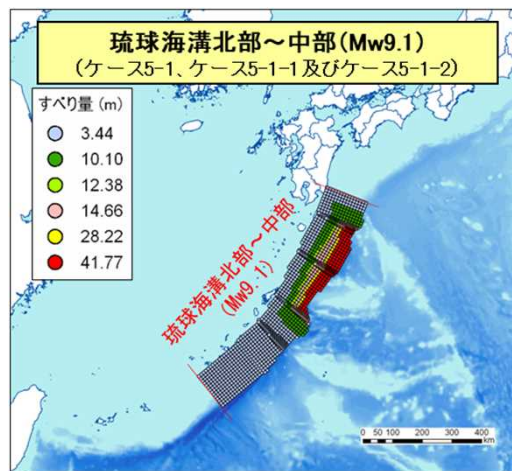 琉球海溝北部～中部(Mw9.1)
(ケース5-1、ケース5-1-1及びケース5-1-2)
すべり量 (m)
3.44
10.10
12.38
14.66
28.22
41.77
琉球海溝北部～中部
(Mw9.1)
0 50 100 200 300 400
km